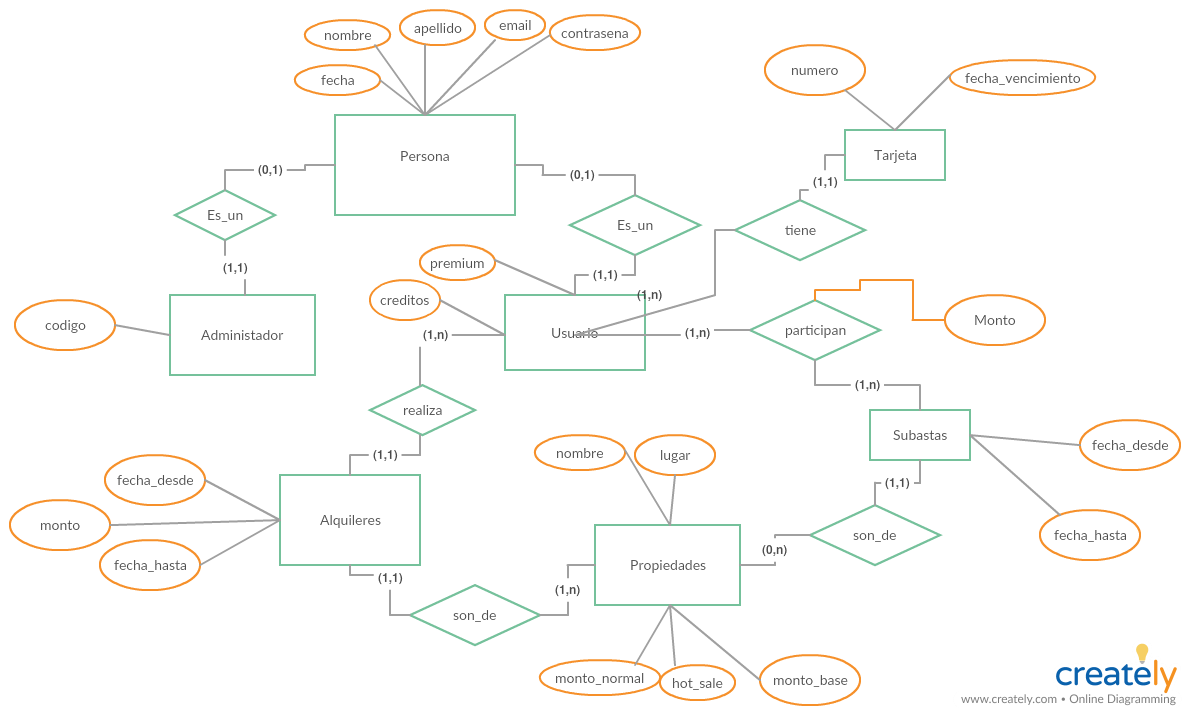 nombre
apellido
email
contrasena
fecha
numero
fecha_vencimiento
Persona
Tarjeta
(0,1)
(0,1)
(1,1)
Es_un
Es_un
tiene
(1,1)
(1,1)
premium
creditos
(1,n)
codigo
Administador
Usuario
(1,n)
(1,n)
participan
Monto
realiza
(1,n)
Subastas
fecha_desde
(1,1)
nombre
lugar
fecha_desde
monto
fecha_hasta
Alquileres
(1,1)
son_de
fecha_hasta
(0,n)
Propiedades
(1,1)
(1,n)
son_de
monto_normal
hot_sale
monto_base
creately
www.creately.com • Online Diagramming